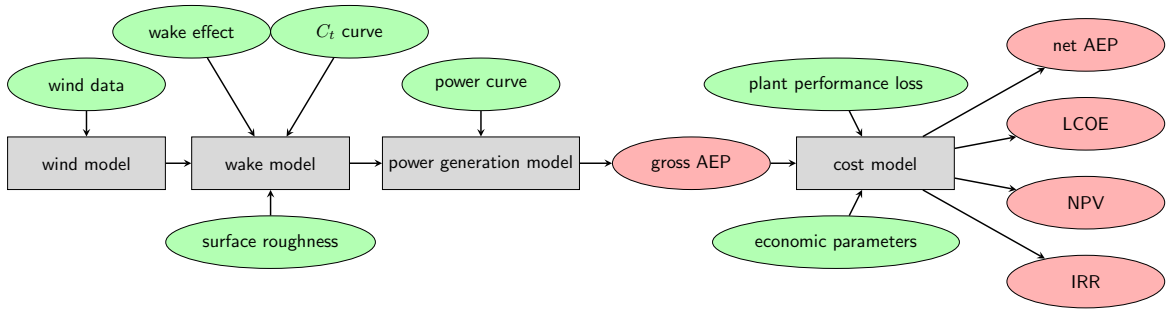 wake effect
C_t curve
net AEP
wind data
power curve
plant performance loss
LCOE
wind model
wake model
power generation model
gross AEP
cost model
NPV
surface roughness
economic parameters
IRR